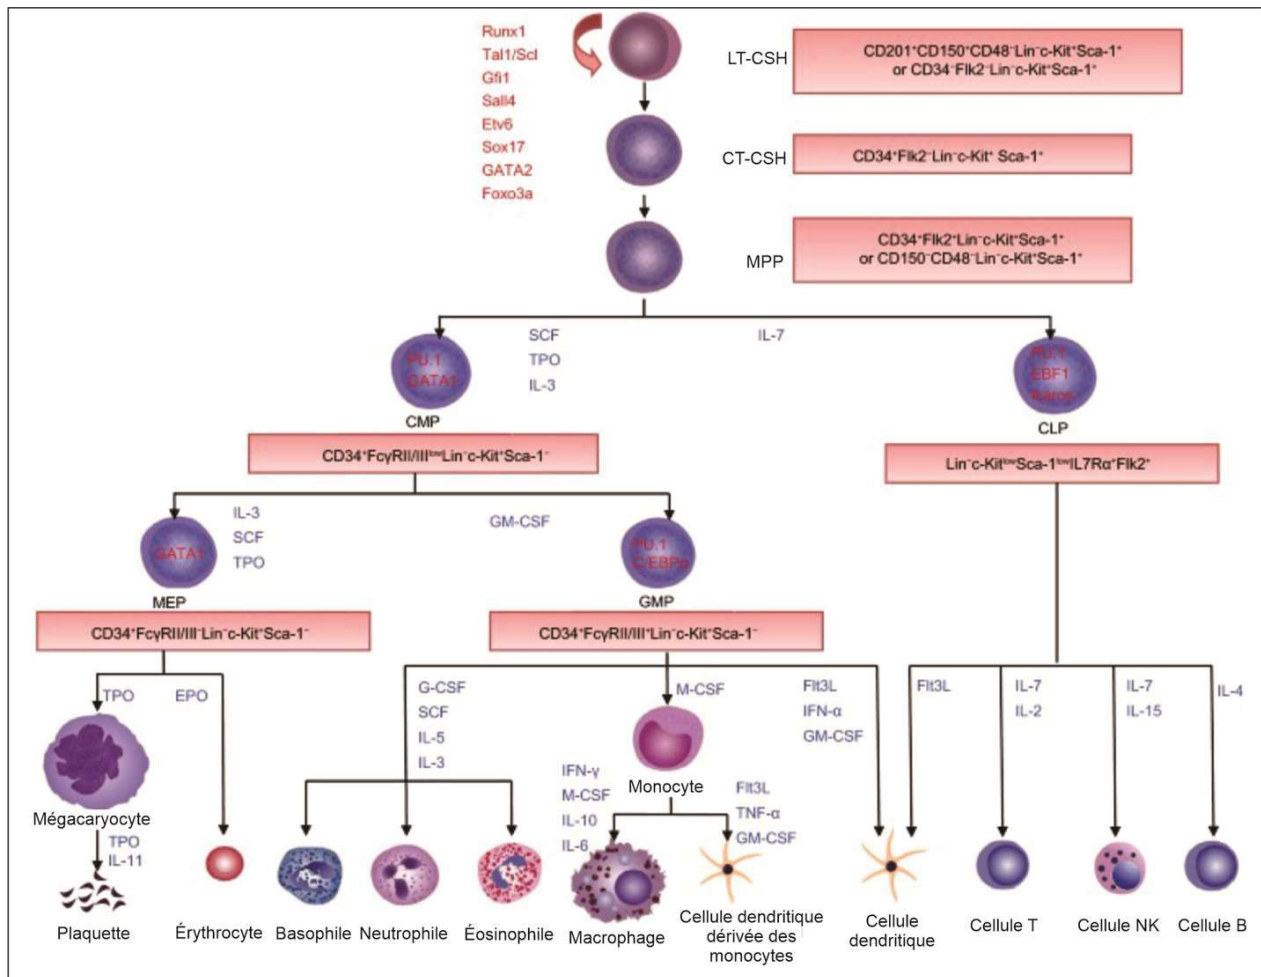 Runx1
Tal1/Scl
Gfi1
Sall4
Etv6
Sox17
GATA2
Foxo3a
LT-CSH
CD201⁺CD150⁺CD48⁻Lin⁻c-Kit⁺Sca-1⁺
or CD34⁻Flk2⁻Lin⁻c-Kit⁺Sca-1⁺
CT-CSH
CD34⁺Flk2⁻Lin⁻c-Kit⁺ Sca-1⁺
MPP
CD34⁺Flk2⁺Lin⁻c-Kit⁺Sca-1⁺
or CD150⁻CD48⁻Lin⁻c-Kit⁺Sca-1⁺
SCF
TPO
IL-3
IL-7
PU.1
GATA1
CMP
CD34⁺FcγRII/IIIˡᵒʷLin⁻c-Kit⁺Sca-1⁻
PU.1
EBF1
Ikaros
CLP
Lin⁻c-KitˡᵒʷSca-1ˡᵒʷIL7Rα⁺Flk2⁺
IL-3
SCF
TPO
GM-CSF
GATA1
MEP
CD34⁺FcγRII/III⁻Lin⁻c-Kit⁺Sca-1⁻
PU.1
C/EBPα
GMP
CD34⁺FcγRII/III⁺Lin⁻c-Kit⁺Sca-1⁻
TPO
EPO
G-CSF
SCF
IL-5
IL-3
M-CSF
Flt3L
IFN-α
GM-CSF
Flt3L
IL-7
IL-2
IL-7
IL-15
IL-4
Mégacaryocyte
TPO
IL-11
Monocyte
IFN-γ
M-CSF
IL-10
IL-6
Flt3L
TNF-α
GM-CSF
Plaquette
Érythrocyte
Basophile
Neutrophile
Éosinophile
Macrophage
Cellule dendritique
dérivée des
monocytes
Cellule
dendritique
Cellule T
Cellule NK
Cellule B